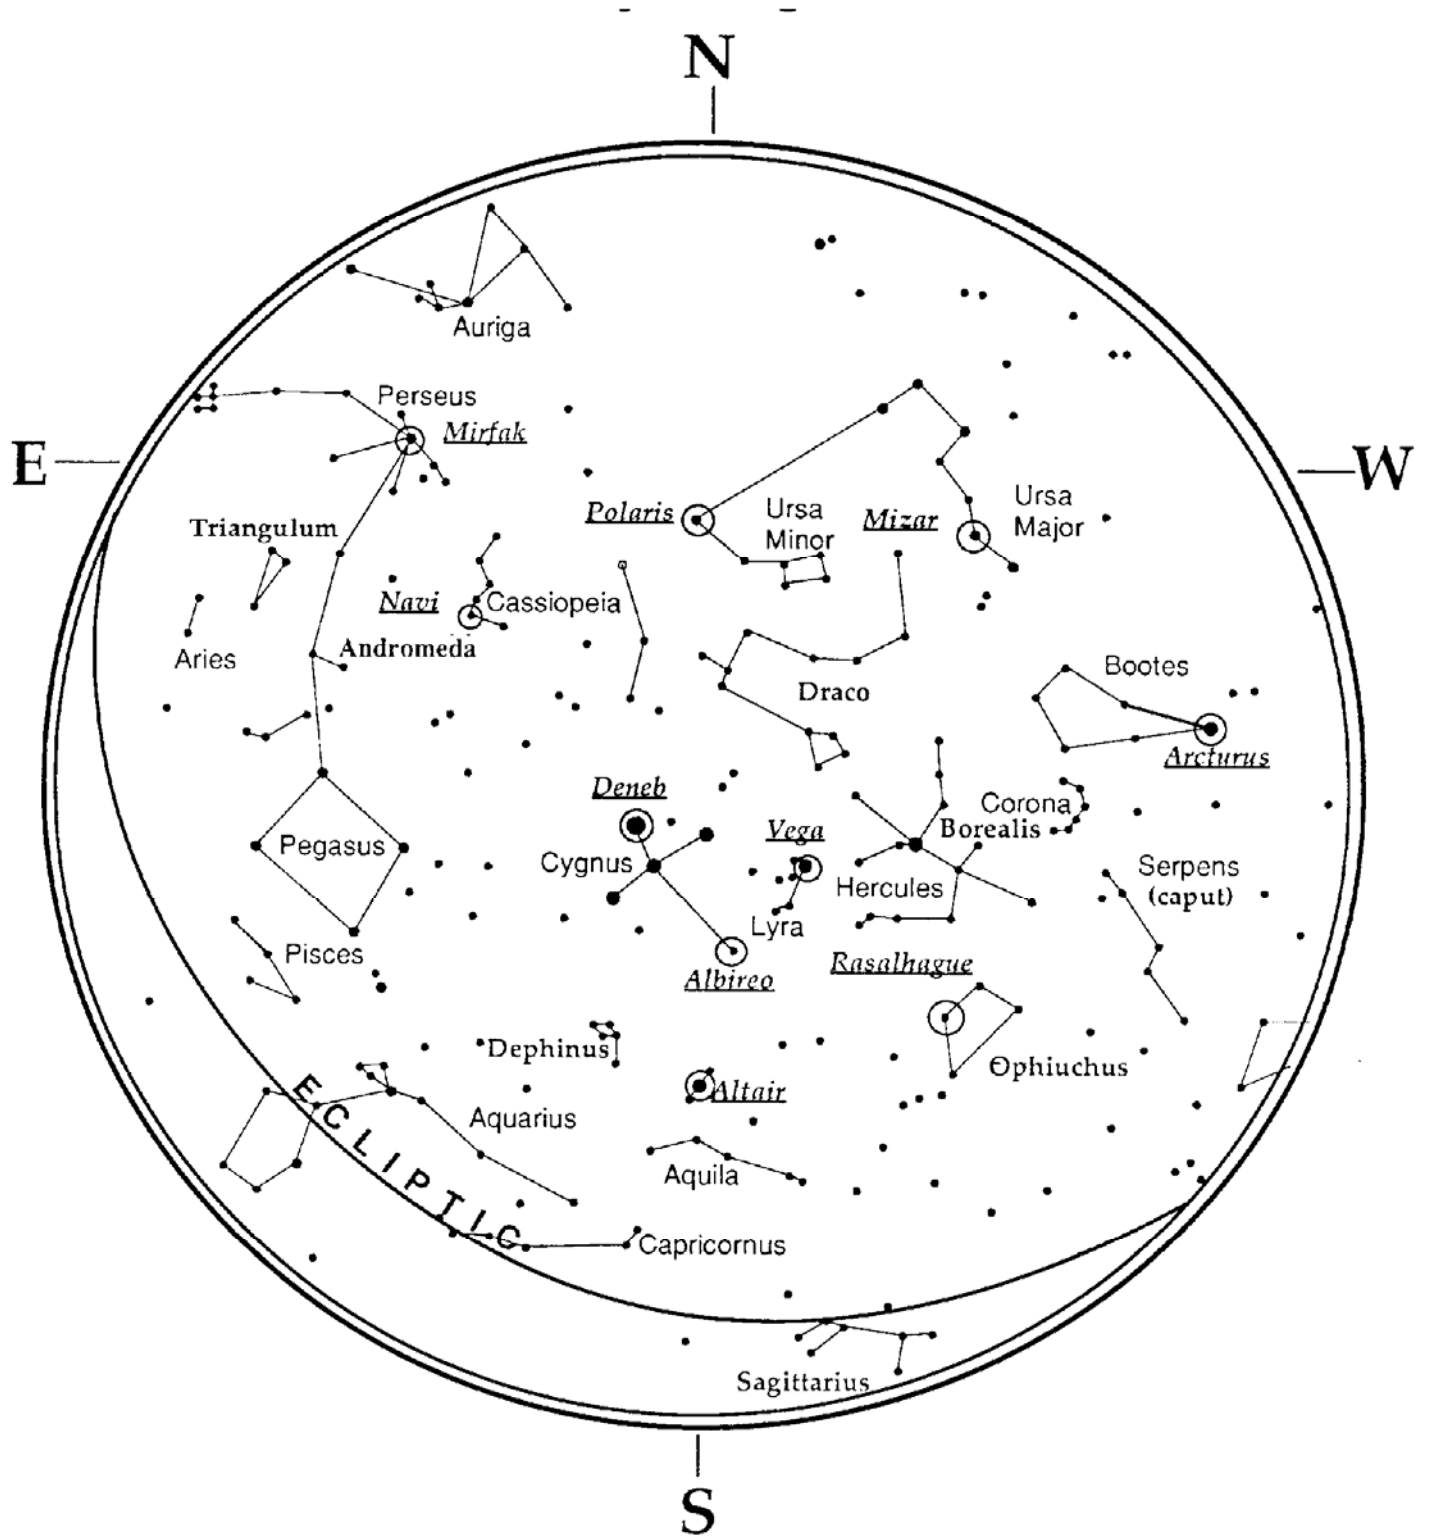 N
Auriga
Perseus
Mirfak
E
W
Triangulum
Polaris
Ursa
Minor
Mizar
Ursa
Major
Navi
Cassiopeia
Andromeda
Aries
Draco
Bootes
Arcturus
Deneb
Vega
Corona
Borealis
Pegasus
Cygnus
Hercules
Serpens
(caput)
Lyra
Pisces
Albireo
Rasalhague
Dephinus
Ophiuchus
Altair
Aquarius
ECLIPTIC
Aquila
Capricornus
Sagittarius
S